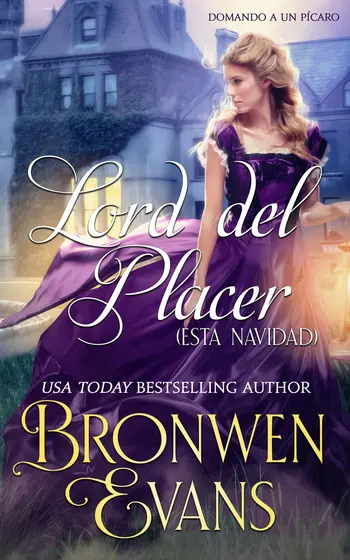 DOMANDO A UN PÍCARO
Lord del
Placer
(ESTA NAVIDAD)
USA TODAY BESTSELLING AUTHOR
BRONWEN
EVANS